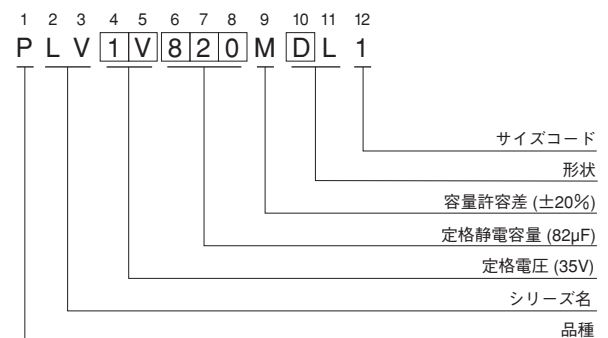 1 2 3 4 5 6 7 8 9 10 11 12
P L V 1 V 8 2 0 M D L 1
サイズコード
形状
容量許容差 (±20%)
定格静電容量 (82µF)
定格電圧 (35V)
シリーズ名
品種